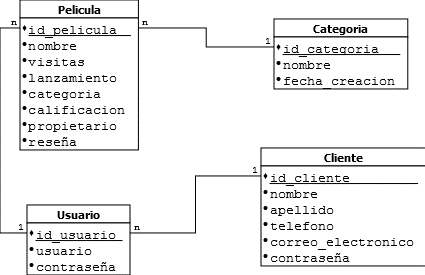 Pelicula
n
n
id_pelicula
nombre
visitas
lanzamiento
categoria
calificacion
propietario
reseña
Categoria
1
id_categoria
nombre
fecha_creacion
Cliente
1
id_cliente
nombre
apellido
telefono
correo_electronico
contraseña
Usuario
1
n
id_usuario
usuario
contraseña